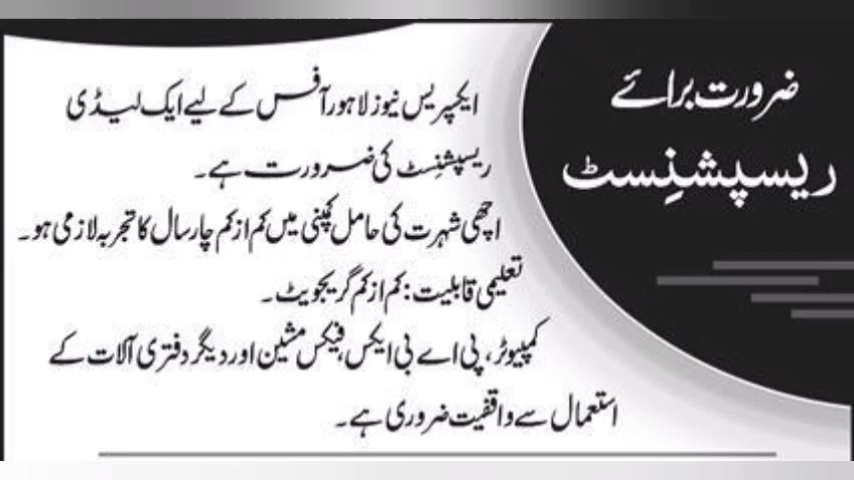 ضرورت برائے
ریسپشنِسٹ
ایکسپریس نیوز لاہور آفس کے لیے ایک لیڈی
ریسپشنِسٹ کی ضرورت ہے۔
اچھی شہرت کی حامل کمپنی میں کم از کم چار سال کا تجربہ لازمی ہو۔
تعلیمی قابلیت: کم از کم گریجویٹ۔
کمپیوٹر، پی اے بی ایکس، فیکس مشین اور دیگر دفتری آلات کے
استعمال سے واقفیت ضروری ہے۔